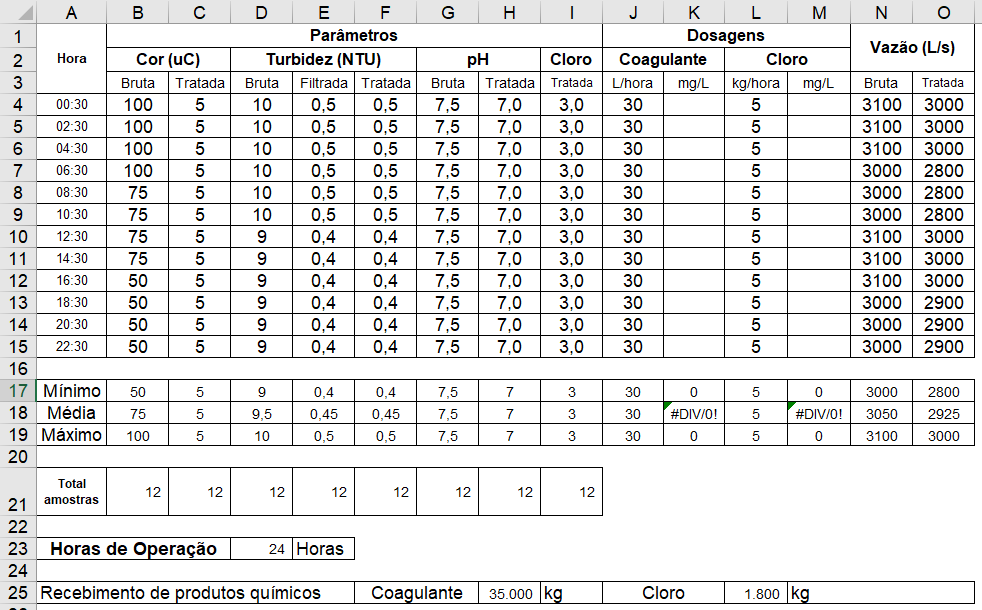 A B C D E F G H I J K L M N O
1 Hora Parâmetros Dosagens Vazão (L/s)
2 Cor (uC) Turbidez (NTU) pH Cloro Coagulante Cloro
3 Bruta Tratada Bruta Filtrada Tratada Bruta Tratada Tratada L/hora mg/L kg/hora mg/L Bruta Tratada
4 00:30 100 5 10 0,5 0,5 7,5 7,0 3,0 30 5 3100 3000
5 02:30 100 5 10 0,5 0,5 7,5 7,0 3,0 30 5 3100 3000
6 04:30 100 5 10 0,5 0,5 7,5 7,0 3,0 30 5 3100 3000
7 06:30 100 5 10 0,5 0,5 7,5 7,0 3,0 30 5 3000 2800
8 08:30 75 5 10 0,5 0,5 7,5 7,0 3,0 30 5 3000 2800
9 10:30 75 5 10 0,5 0,5 7,5 7,0 3,0 30 5 3000 2800
10 12:30 75 5 9 0,4 0,4 7,5 7,0 3,0 30 5 3100 3000
11 14:30 75 5 9 0,4 0,4 7,5 7,0 3,0 30 5 3100 3000
12 16:30 50 5 9 0,4 0,4 7,5 7,0 3,0 30 5 3100 3000
13 18:30 50 5 9 0,4 0,4 7,5 7,0 3,0 30 5 3000 2900
14 20:30 50 5 9 0,4 0,4 7,5 7,0 3,0 30 5 3000 2900
15 22:30 50 5 9 0,4 0,4 7,5 7,0 3,0 30 5 3000 2900
16
17 Mínimo 50 5 9 0,4 0,4 7,5 7 3 30 0 5 0 3000 2800
18 Média 75 5 9,5 0,45 0,45 7,5 7 3 30 #DIV/0! 5 #DIV/0! 3050 2925
19 Máximo 100 5 10 0,5 0,5 7,5 7 3 30 0 5 0 3100 3000
20
21 Total amostras 12 12 12 12 12 12 12 12
22
23 Horas de Operação 24 Horas
24
25 Recebimento de produtos químicos Coagulante 35.000 kg Cloro 1.800 kg